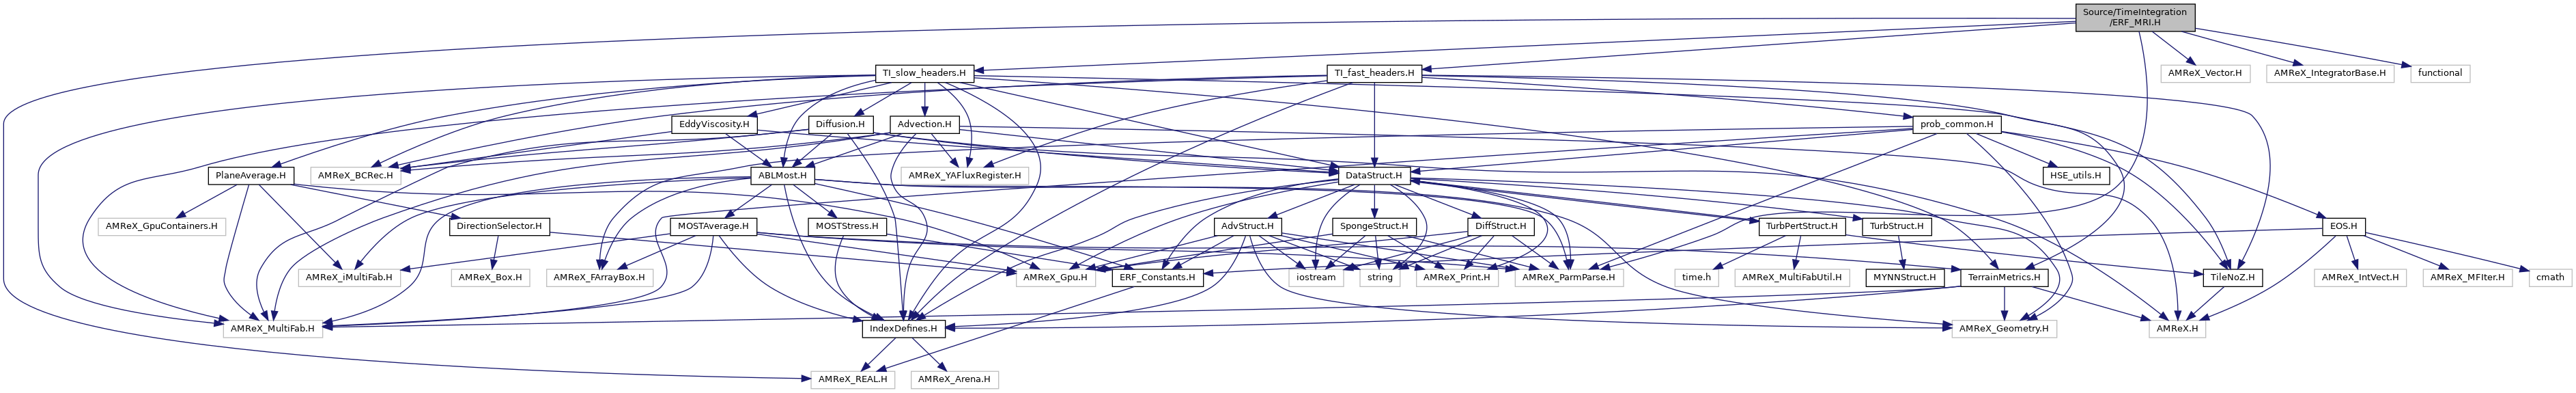 Source/TimeIntegration
/ERF_MRI.H
TI_slow_headers.H
TI_fast_headers.H
AMReX_Vector.H
AMReX_IntegratorBase.H
functional
EddyViscosity.H
Diffusion.H
Advection.H
prob_common.H
PlaneAverage.H
AMReX_BCRec.H
ABLMost.H
AMReX_YAFluxRegister.H
DataStruct.H
HSE_utils.H
AMReX_GpuContainers.H
DirectionSelector.H
MOSTAverage.H
MOSTStress.H
AdvStruct.H
SpongeStruct.H
DiffStruct.H
TurbPertStruct.H
TurbStruct.H
EOS.H
AMReX_iMultiFab.H
AMReX_Box.H
AMReX_FArrayBox.H
AMReX_Gpu.H
ERF_Constants.H
iostream
string
AMReX_Print.H
AMReX_ParmParse.H
time.h
AMReX_MultiFabUtil.H
MYNNStruct.H
TerrainMetrics.H
TileNoZ.H
AMReX_IntVect.H
AMReX_MFIter.H
cmath
AMReX_MultiFab.H
IndexDefines.H
AMReX_Geometry.H
AMReX.H
AMReX_REAL.H
AMReX_Arena.H